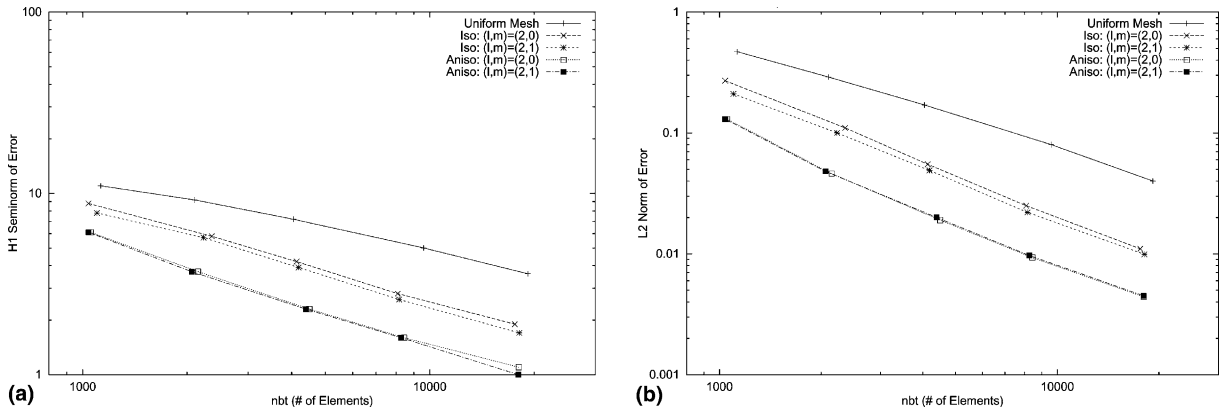 100
10
1
H1 Seminorm of Error
Uniform Mesh
Iso: (l,m)=(2,0)
Iso: (l,m)=(2,1)
Aniso: (l,m)=(2,0)
Aniso: (l,m)=(2,1)
1000
10000
nbt (# of Elements)
(a)
1
0.1
0.01
0.001
L2 Norm of Error
Uniform Mesh
Iso: (l,m)=(2,0)
Iso: (l,m)=(2,1)
Aniso: (l,m)=(2,0)
Aniso: (l,m)=(2,1)
1000
10000
nbt (# of Elements)
(b)